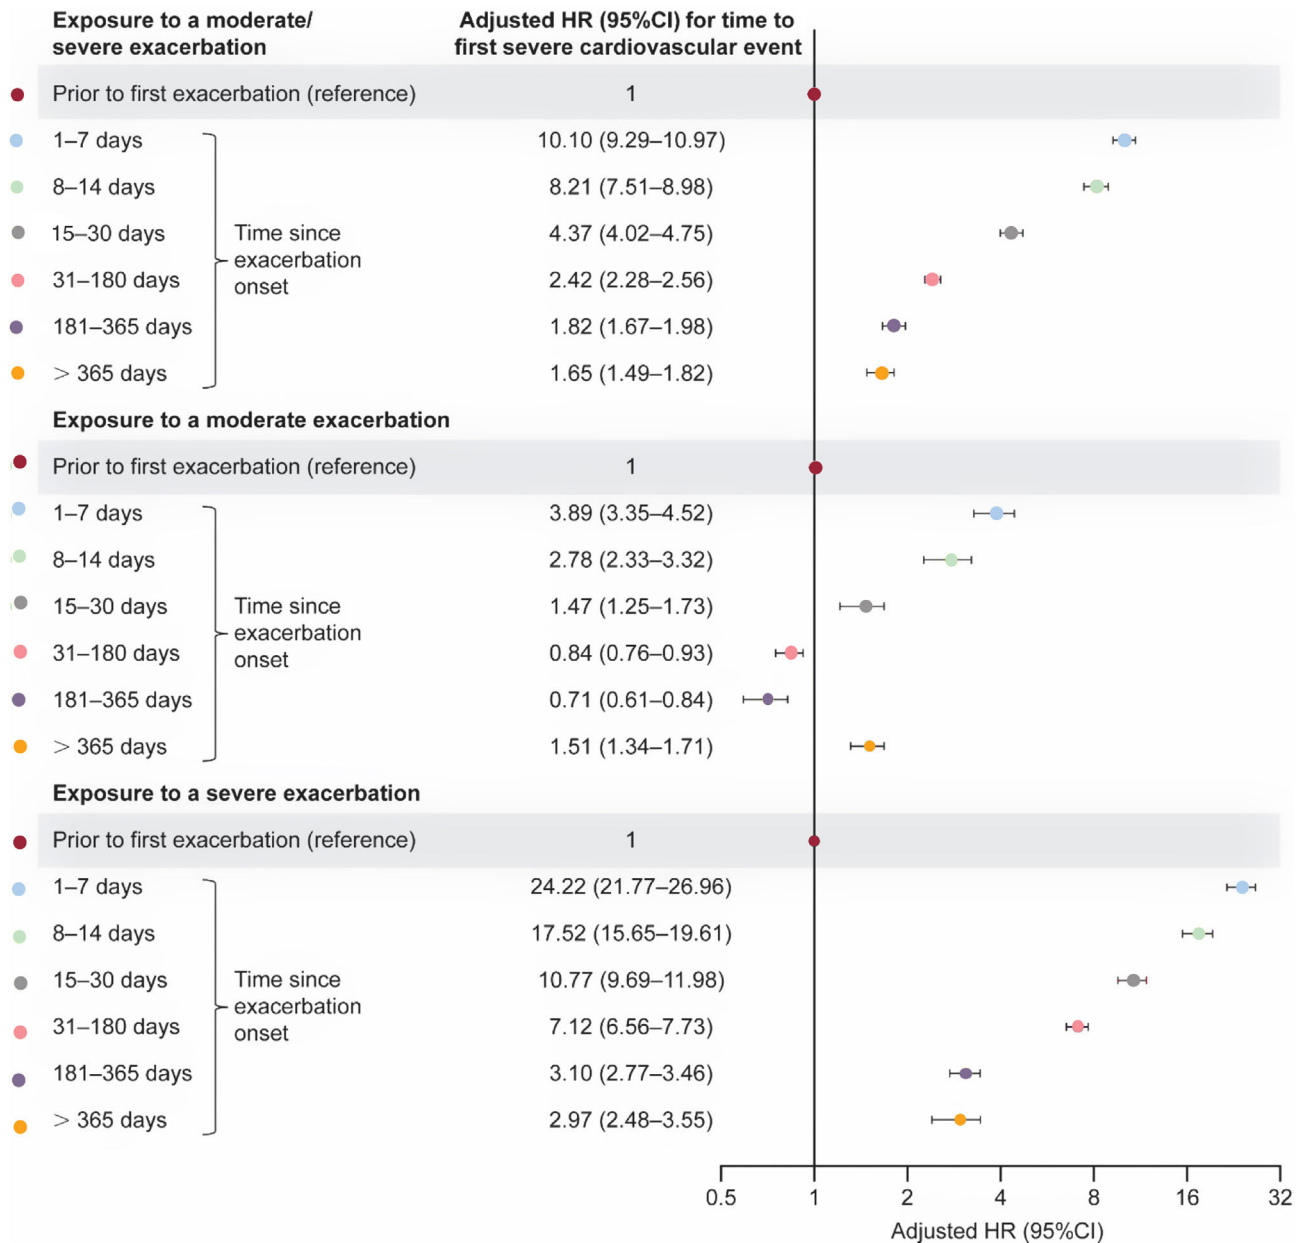 Exposure to a moderate/
severe exacerbation
Adjusted HR (95%CI) for time to
first severe cardiovascular event
Prior to first exacerbation (reference) 1
1–7 days 10.10 (9.29–10.97)
8–14 days 8.21 (7.51–8.98)
15–30 days 4.37 (4.02–4.75)
31–180 days 2.42 (2.28–2.56)
181–365 days 1.82 (1.67–1.98)
> 365 days 1.65 (1.49–1.82)
Time since
exacerbation
onset
Exposure to a moderate exacerbation
Prior to first exacerbation (reference) 1
1–7 days 3.89 (3.35–4.52)
8–14 days 2.78 (2.33–3.32)
15–30 days 1.47 (1.25–1.73)
31–180 days 0.84 (0.76–0.93)
181–365 days 0.71 (0.61–0.84)
> 365 days 1.51 (1.34–1.71)
Time since
exacerbation
onset
Exposure to a severe exacerbation
Prior to first exacerbation (reference) 1
1–7 days 24.22 (21.77–26.96)
8–14 days 17.52 (15.65–19.61)
15–30 days 10.77 (9.69–11.98)
31–180 days 7.12 (6.56–7.73)
181–365 days 3.10 (2.77–3.46)
> 365 days 2.97 (2.48–3.55)
Time since
exacerbation
onset
0.5 1 2 4 8 16 32
Adjusted HR (95%CI)